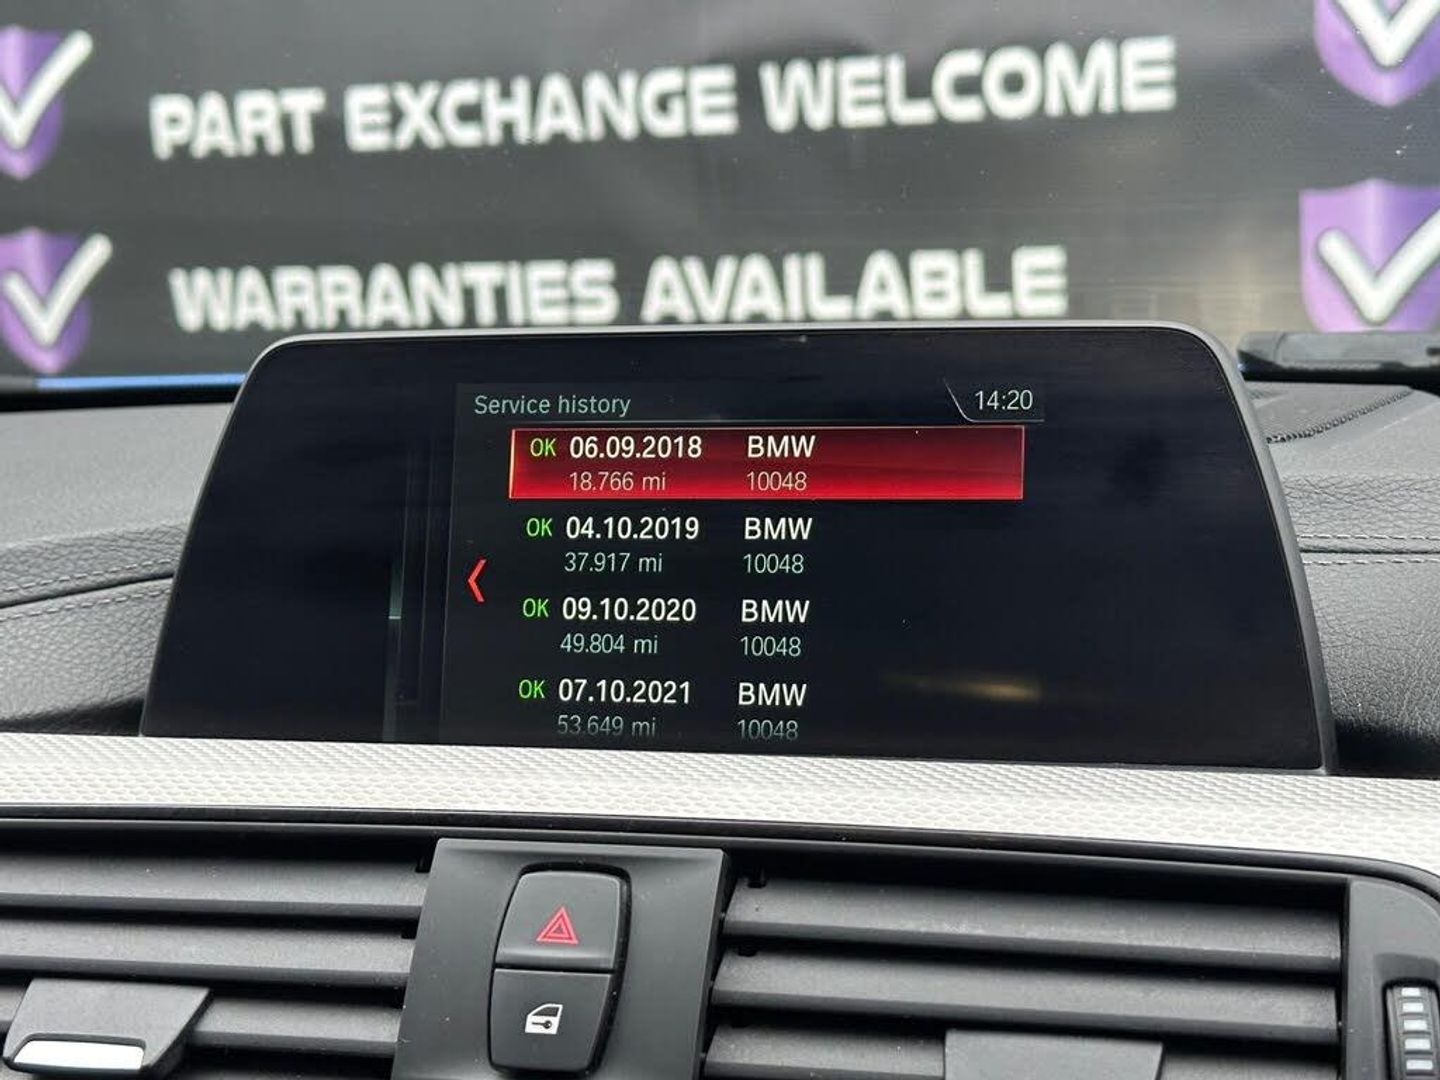 PART EXCHANGE WELCOME
WARRANTIES AVAILABLE
Service history 14:20
OK 06.09.2018 BMW
18.766 mi 10048
OK 04.10.2019 BMW
37.917 mi 10048
OK 09.10.2020 BMW
49.804 mi 10048
OK 07.10.2021 BMW
53.649 mi 10048